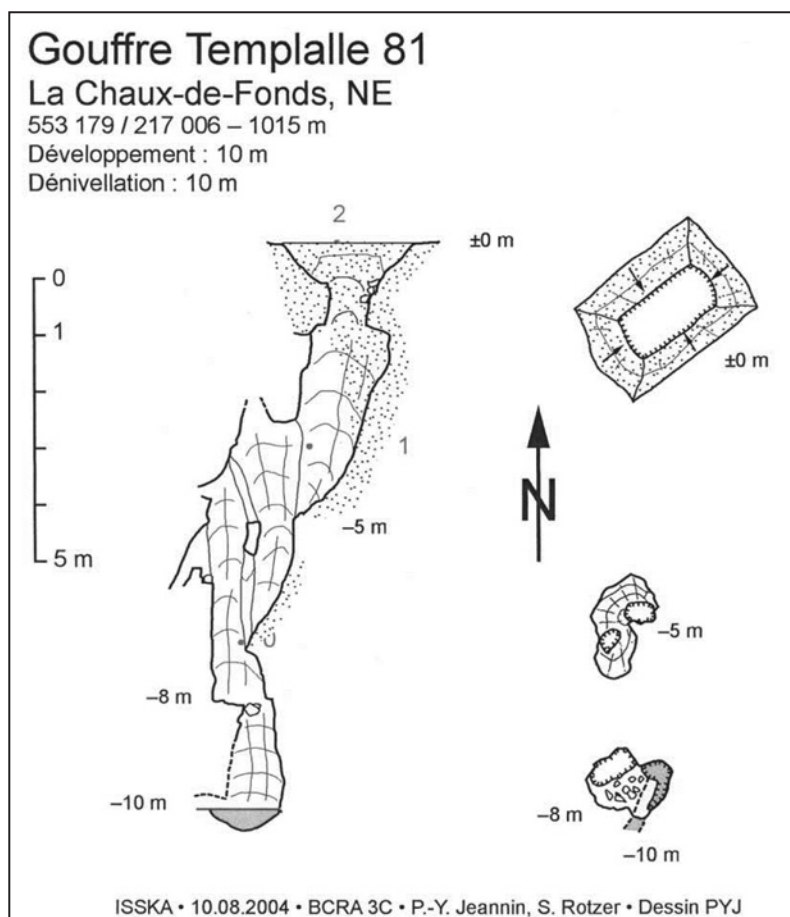 Gouffre Templalle 81
La Chaux-de-Fonds, NE
553 179 / 217 006 – 1015 m
Développement : 10 m
Dénivellation : 10 m
2
±0 m
0
1
±0 m
1
N
–5 m
5 m
–5 m
0
–8 m
–10 m
–8 m
–10 m
ISSKA • 10.08.2004 • BCRA 3C • P.-Y. Jeannin, S. Rotzer • Dessin PYJ